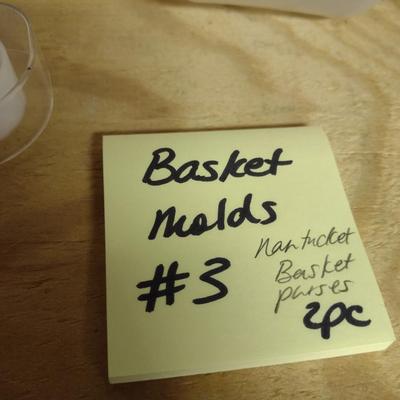 Basket
Molds
#3
Nantucket
Basket
purses
2pc